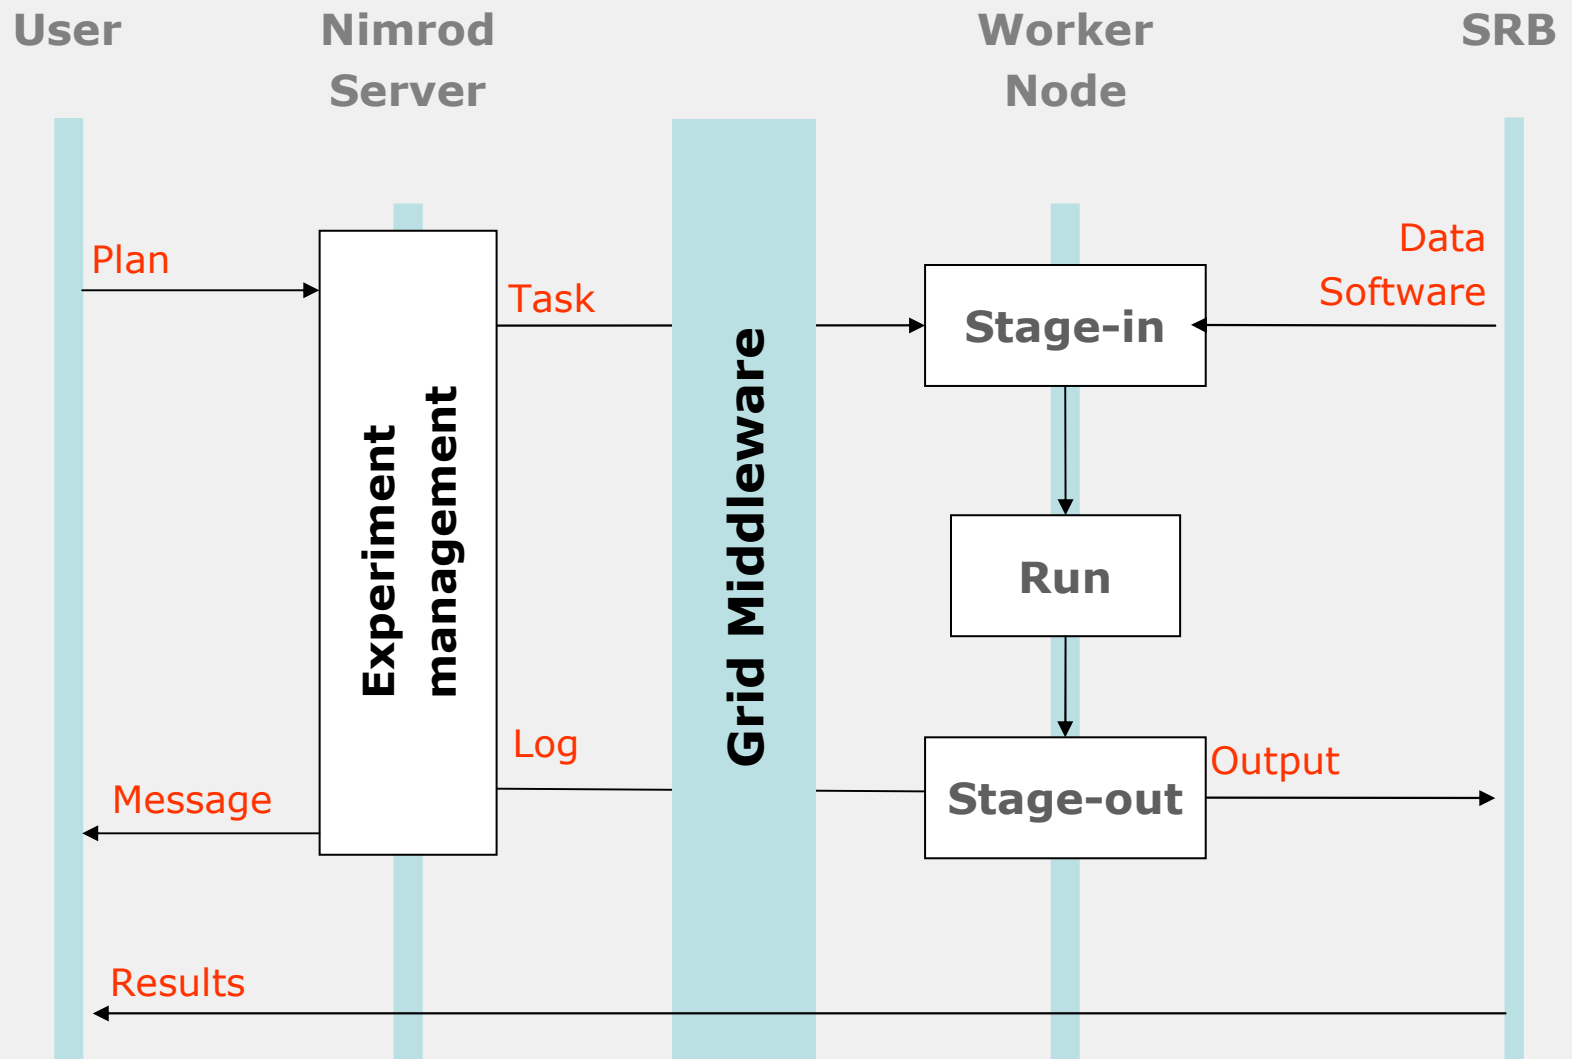 User
Nimrod
Server
Worker
Node
SRB
Plan
Task
Data
Software
Stage-in
Experiment
management
Grid Middleware
Run
Log
Message
Stage-out
Output
Results